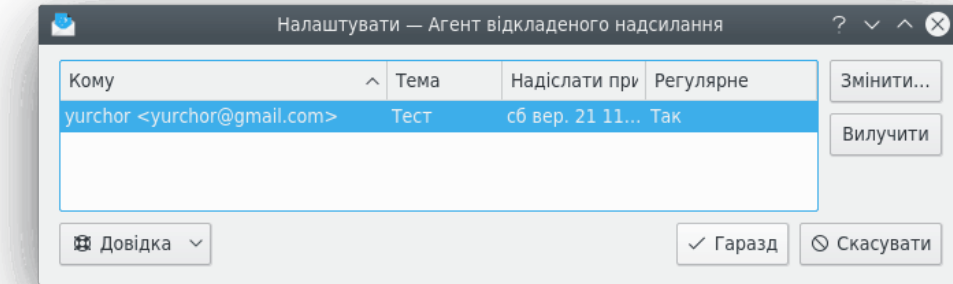 Налаштувати — Агент відкладеного надсилання
Кому Тема Надіслати при Регулярне
yurchor <yurchor@gmail.com> Тест сб вер. 21 11... Так
Змінити...
Вилучити
Довідка
Гаразд
Скасувати